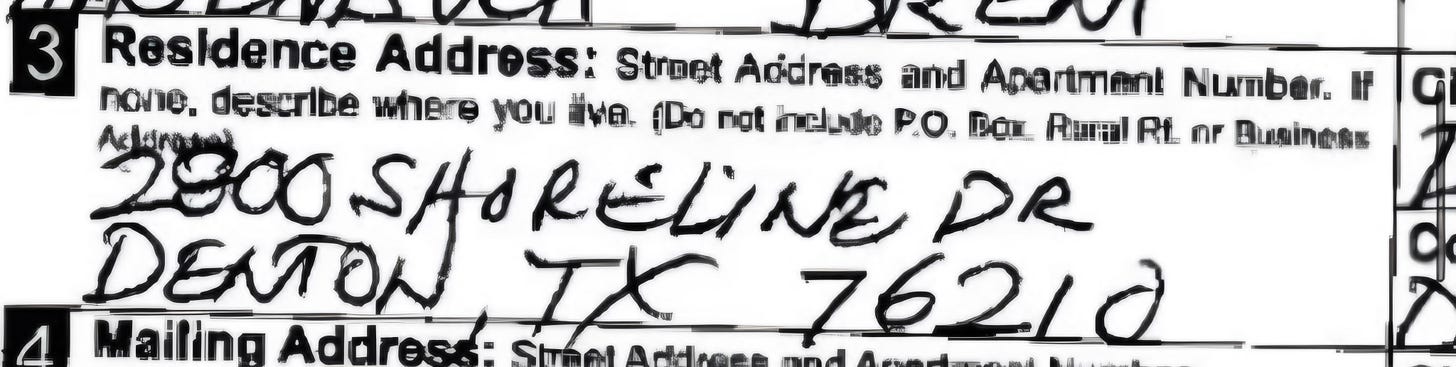 BRENT
3 Residence Address: Street Address and Apartment Number. If
none, describe where you live. (Do not include P.O. Box, Rural Rt. or Business
Address)
2800 SHORELINE DR
DENTON, TX 76210
4 Mailing Address: Street Address and Apartment Number